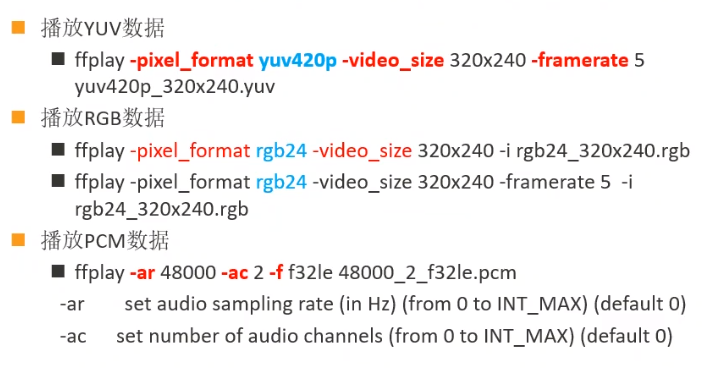 播放YUV数据
ffplay -pixel_format yuv420p -video_size 320x240 -framerate 5
yuv420p_320x240.yuv
播放RGB数据
ffplay -pixel_format rgb24 -video_size 320x240 -i rgb24_320x240.rgb
ffplay -pixel_format rgb24 -video_size 320x240 -framerate 5 -i
rgb24_320x240.rgb
播放PCM数据
ffplay -ar 48000 -ac 2 -f f32le 48000_2_f32le.pcm
-ar set audio sampling rate (in Hz) (from 0 to INT_MAX) (default 0)
-ac set number of audio channels (from 0 to INT_MAX) (default 0)